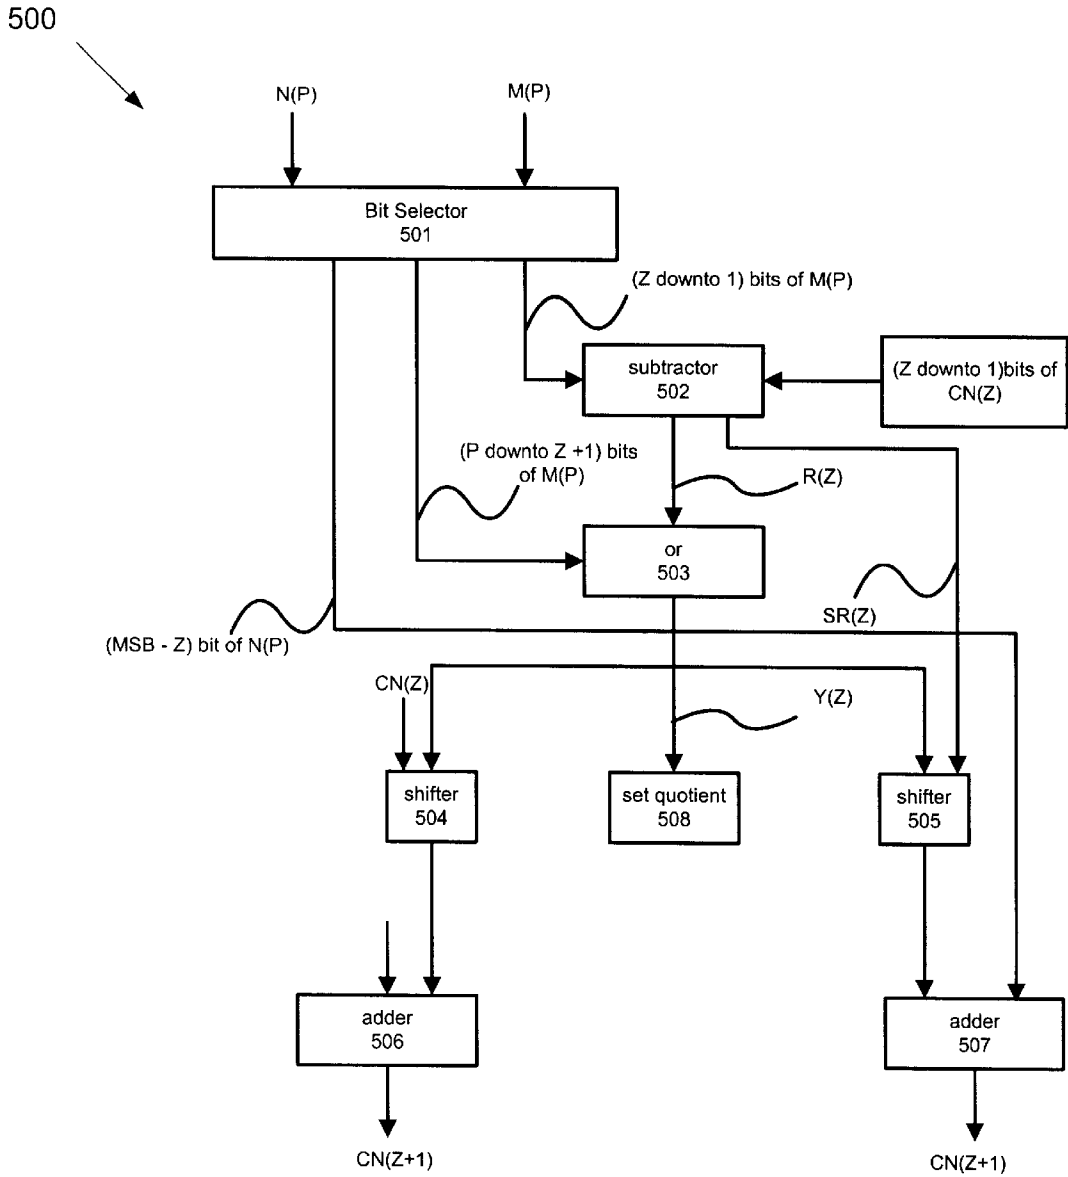 500
N(P)
M(P)
Bit Selector
501
(Z downto 1) bits of M(P)
subtractor
502
(Z downto 1)bits of
CN(Z)
(P downto Z +1) bits
of M(P)
R(Z)
or
503
SR(Z)
(MSB - Z) bit of N(P)
CN(Z)
Y(Z)
shifter
504
set quotient
508
shifter
505
adder
506
adder
507
CN(Z+1)
CN(Z+1)